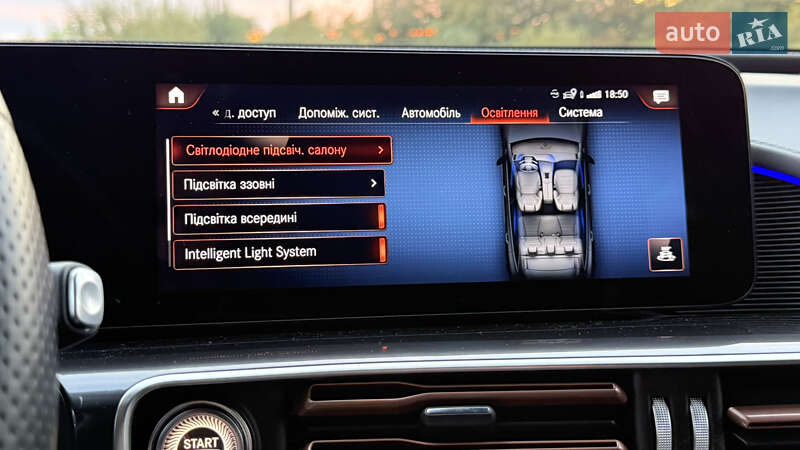 auto RIA
18:50
« д. доступ Допоміж. сист. Автомобіль Освітлення Система
Світлодіодне підсвіч. салону >
Підсвітка ззовні >
Підсвітка всередині
Intelligent Light System
START